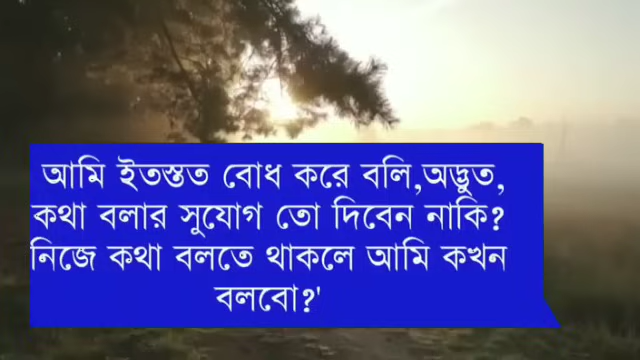 আমি ইতস্তত বোধ করে বলি,অদ্ভুত,
কথা বলার সুযোগ তো দিবেন নাকি?
নিজে কথা বলতে থাকলে আমি কখন
বলবো?'